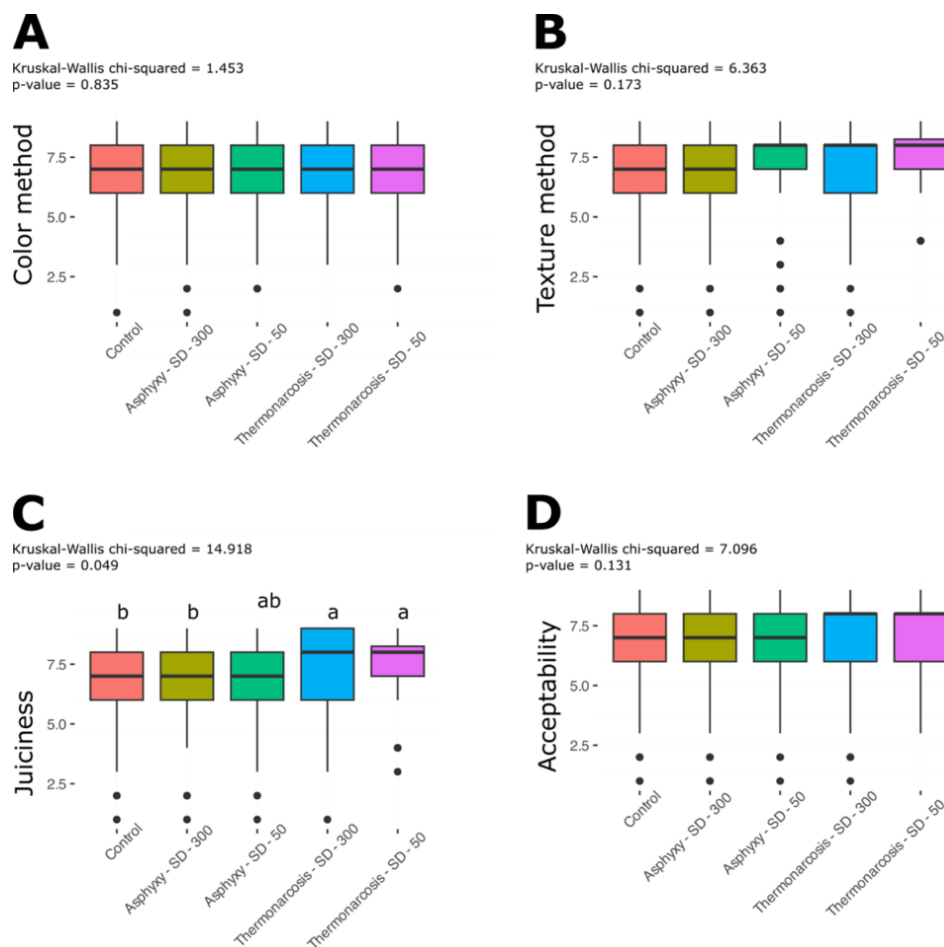 A
Kruskal-Wallis chi-squared = 1.453
p-value = 0.835
Color method
7.5
5.0
2.5
Control
Asphyxy - SD - 300
Asphyxy - SD - 50
Thermonarcosis - SD - 300
Thermonarcosis - SD - 50
B
Kruskal-Wallis chi-squared = 6.363
p-value = 0.173
Texture method
7.5
5.0
2.5
Control
Asphyxy - SD - 300
Asphyxy - SD - 50
Thermonarcosis - SD - 300
Thermonarcosis - SD - 50
C
Kruskal-Wallis chi-squared = 14.918
p-value = 0.049
b b ab a a
Juiciness
7.5
5.0
2.5
Control
Asphyxy - SD - 300
Asphyxy - SD - 50
Thermonarcosis - SD - 300
Thermonarcosis - SD - 50
D
Kruskal-Wallis chi-squared = 7.096
p-value = 0.131
Acceptability
7.5
5.0
2.5
Control
Asphyxy - SD - 300
Asphyxy - SD - 50
Thermonarcosis - SD - 300
Thermonarcosis - SD - 50